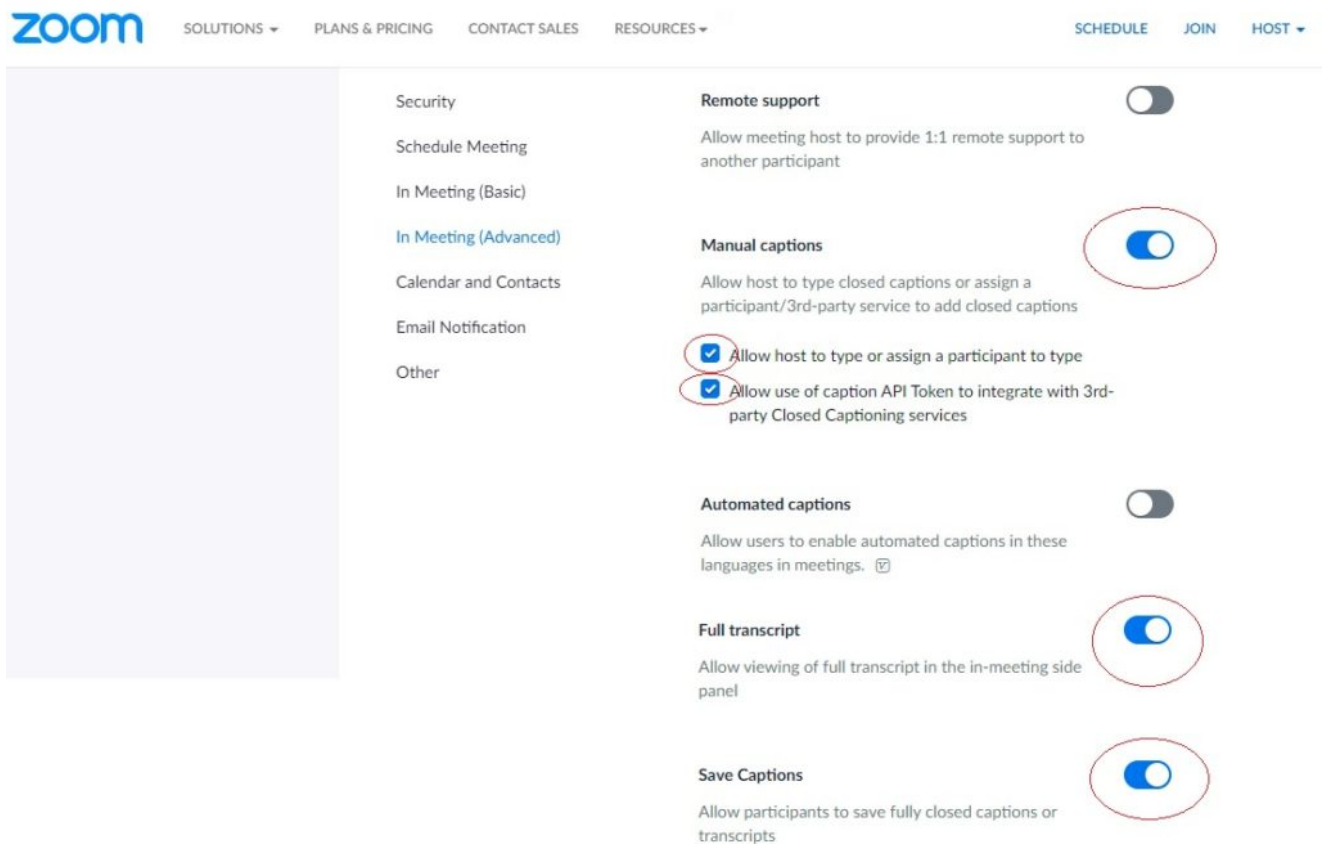 zoom SOLUTIONS PLANS & PRICING CONTACT SALES RESOURCES SCHEDULE JOIN HOST
Security
Schedule Meeting
In Meeting (Basic)
In Meeting (Advanced)
Calendar and Contacts
Email Notification
Other
Remote support
Allow meeting host to provide 1:1 remote support to
another participant
Manual captions
Allow host to type closed captions or assign a
participant/3rd-party service to add closed captions
Allow host to type or assign a participant to type
Allow use of caption API Token to integrate with 3rd-
party Closed Captioning services
Automated captions
Allow users to enable automated captions in these
languages in meetings.
Full transcript
Allow viewing of full transcript in the in-meeting side
panel
Save Captions
Allow participants to save fully closed captions or
transcripts